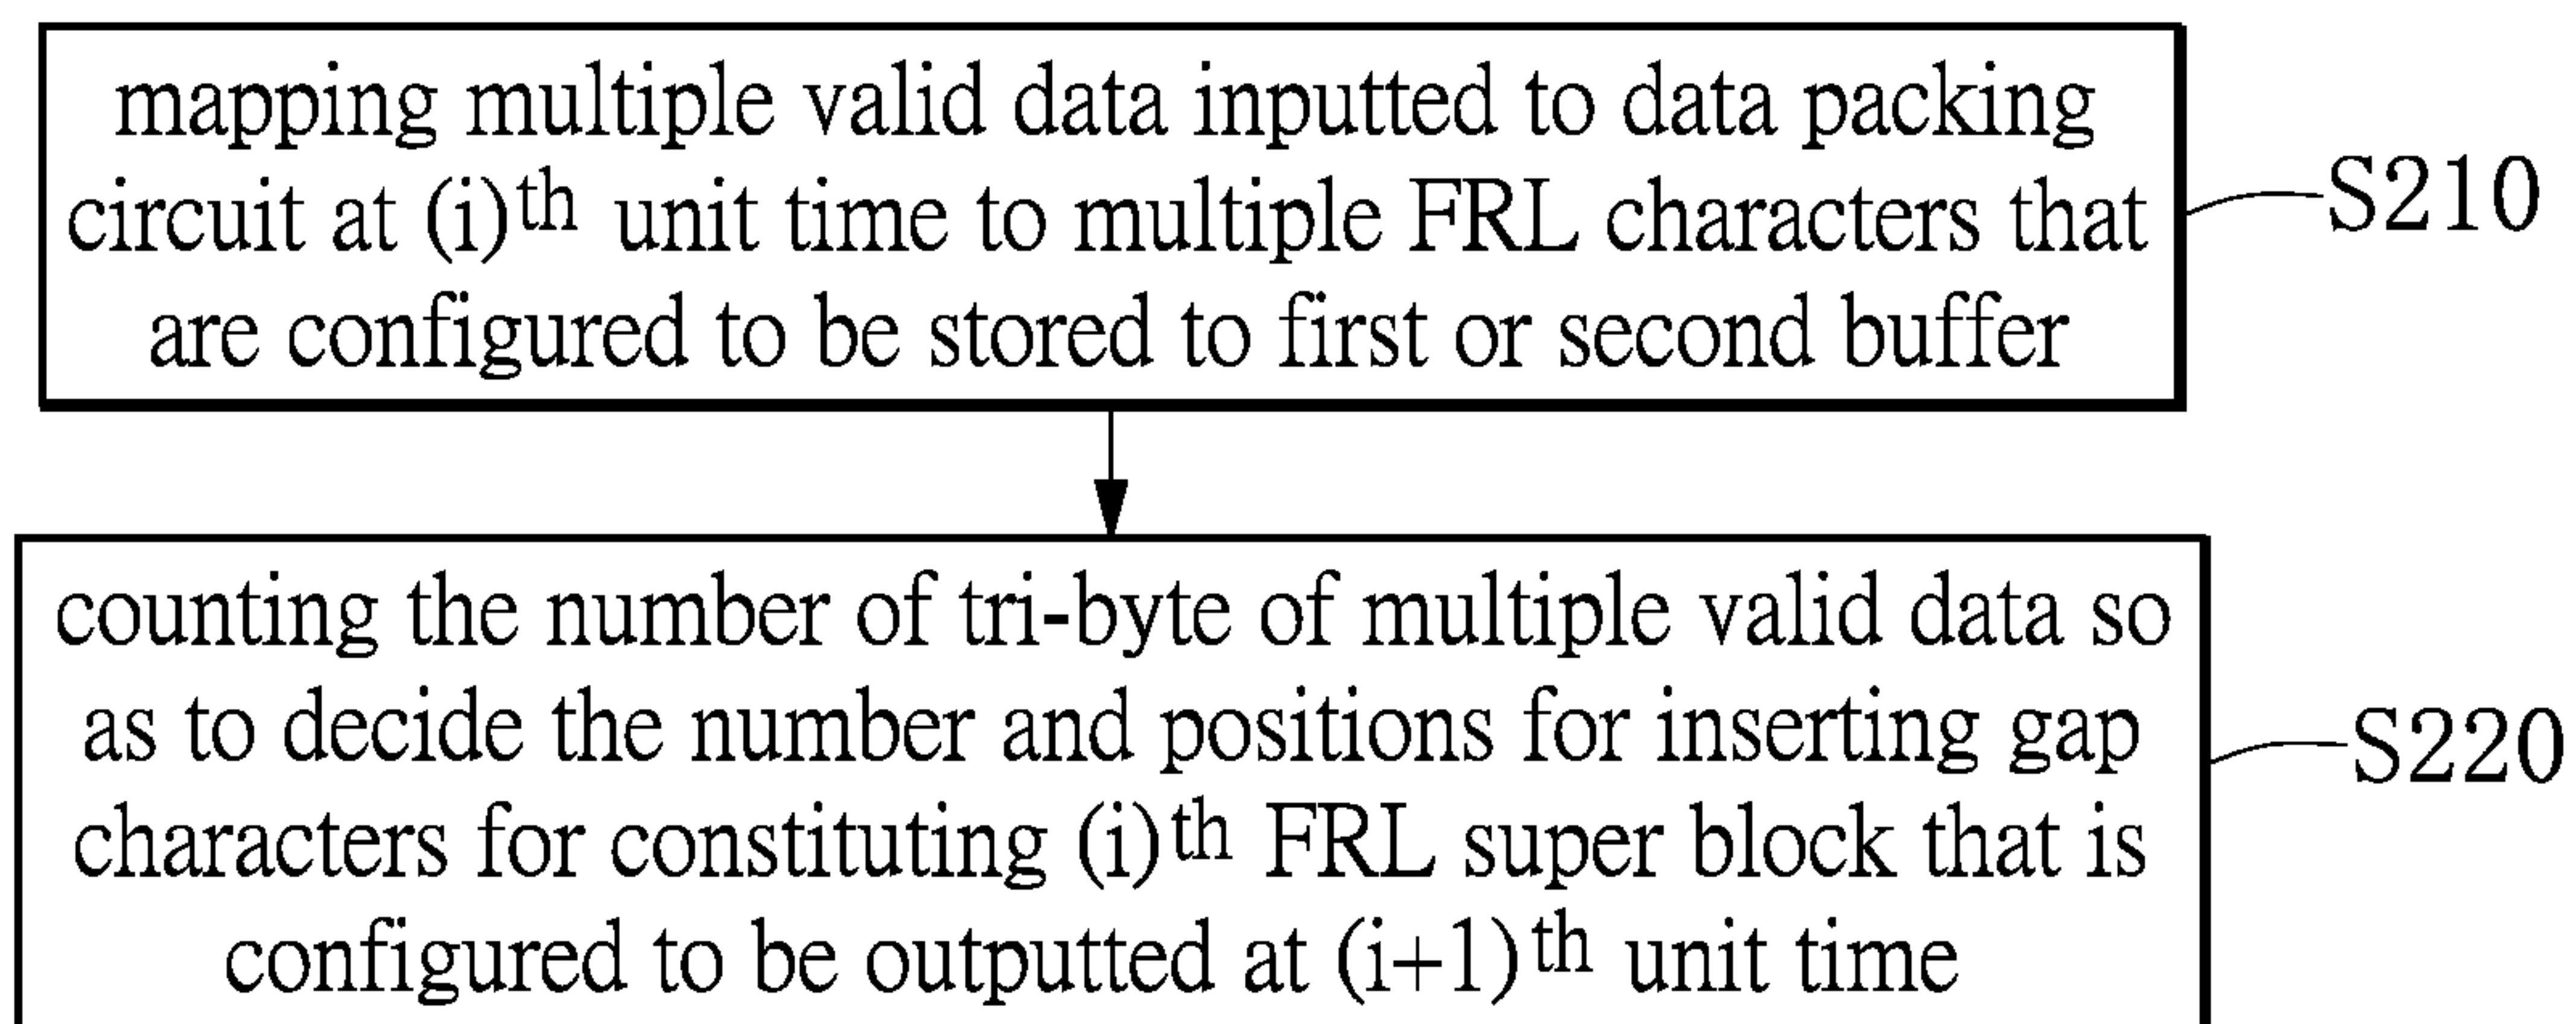 mapping multiple valid data inputted to data packing
circuit at (i)th unit time to multiple FRL characters that
are configured to be stored to first or second buffer
S210
counting the number of tri-byte of multiple valid data so
as to decide the number and positions for inserting gap
characters for constituting (i)th FRL super block that is
configured to be outputted at (i+1)th unit time
S220